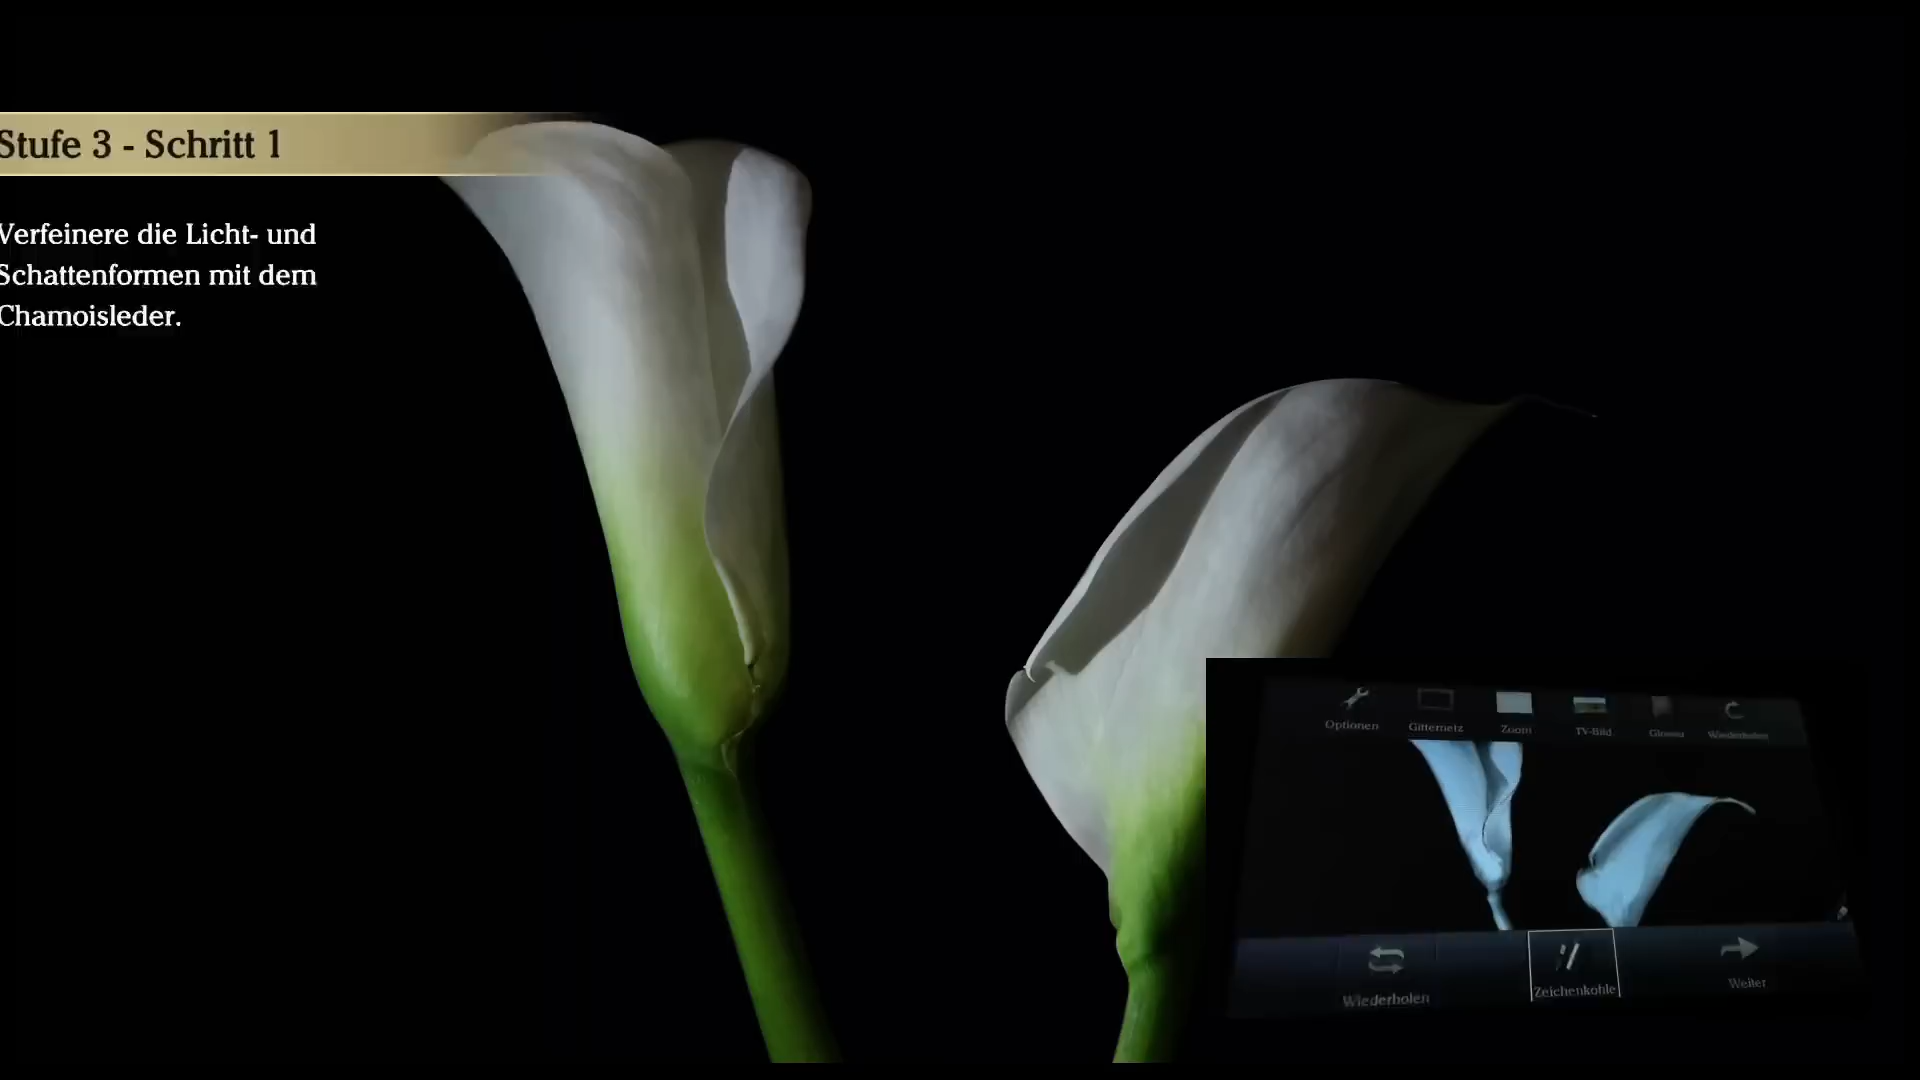 Stufe 3 - Schritt 1
Verfeinere die Licht- und
Schattenformen mit dem
Chamoisleder.
Optionen
Gitternetz
Zoom
TV-Bild
Wiederholen
Wiederholen
Zeichenkohle
Weiter